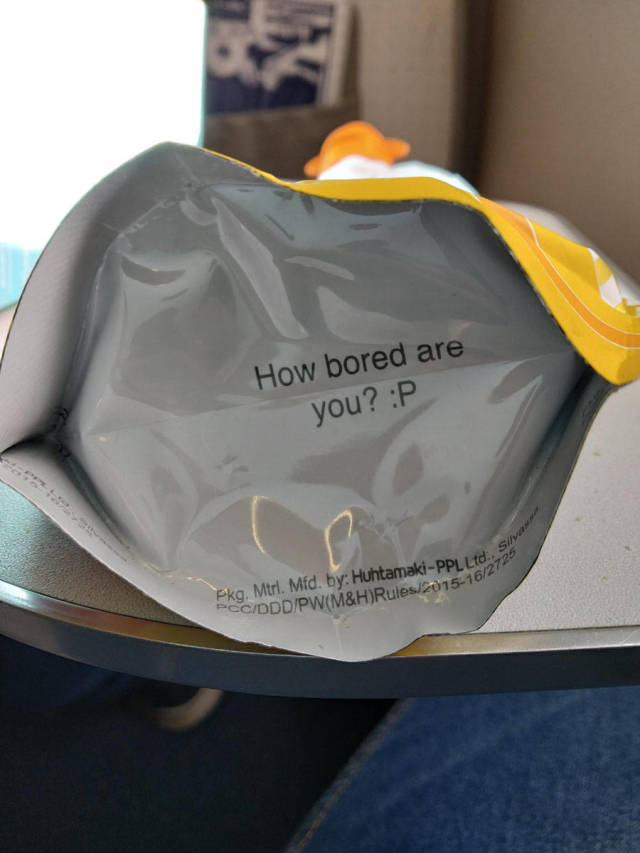 How bored are
you? :P
Pkg. Mtrl. Mfd. by: Huhtamaki-PPL Ltd., Silvassa
PCC/DDD/PW(M&H)Rules/2015-16/2725